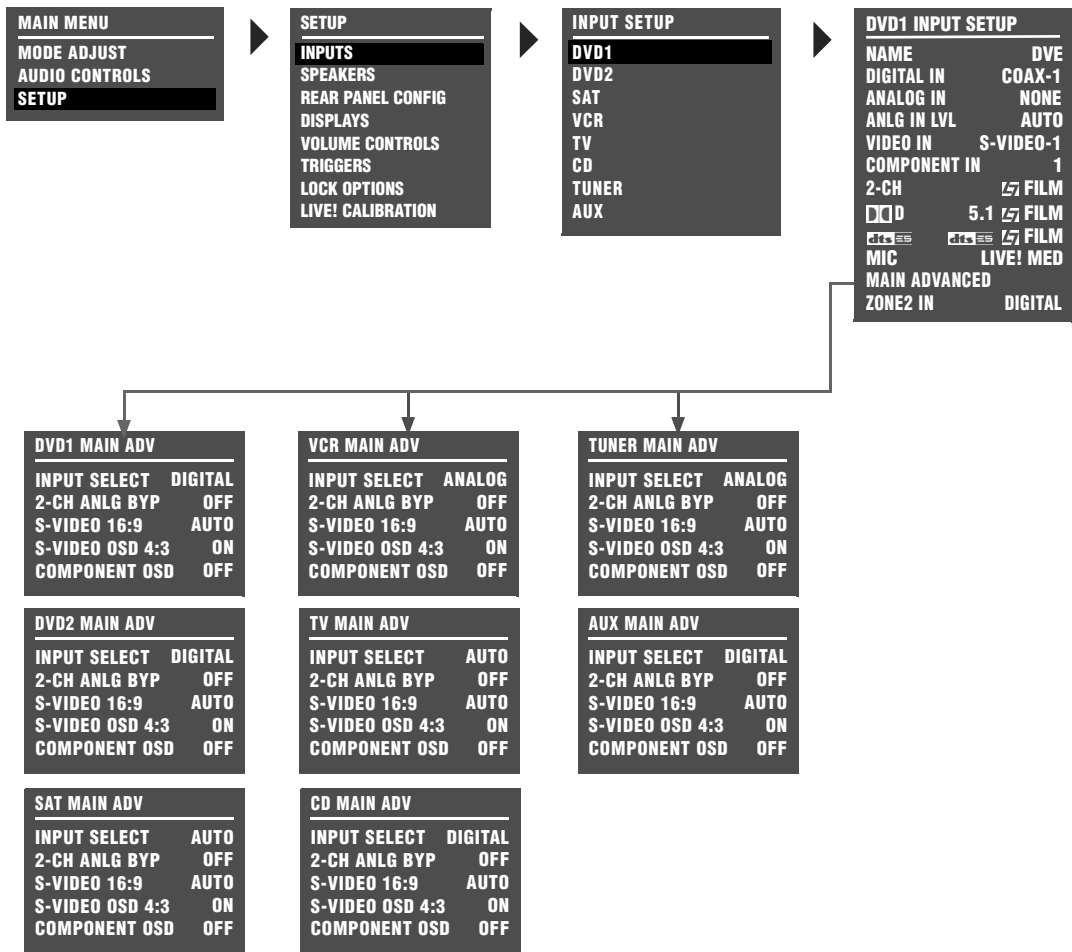 MAIN MENU
MODE ADJUST
AUDIO CONTROLS
SETUP
SETUP
INPUTS
SPEAKERS
REAR PANEL CONFIG
DISPLAYS
VOLUME CONTROLS
TRIGGERS
LOCK OPTIONS
LIVE! CALIBRATION
INPUT SETUP
DVD1
DVD2
SAT
VCR
TV
CD
TUNER
AUX
DVD1 INPUT SETUP
NAME DVE
DIGITAL IN COAX-1
ANALOG IN NONE
ANLG IN LVL AUTO
VIDEO IN S-VIDEO-1
COMPONENT IN 1
2-CH FILM
D 5.1 FILM
dts ES dts ES FILM
MIC LIVE! MED
MAIN ADVANCED
ZONE2 IN DIGITAL
DVD1 MAIN ADV
INPUT SELECT DIGITAL
2-CH ANLG BYP OFF
S-VIDEO 16:9 AUTO
S-VIDEO OSD 4:3 ON
COMPONENT OSD OFF
VCR MAIN ADV
INPUT SELECT ANALOG
2-CH ANLG BYP OFF
S-VIDEO 16:9 AUTO
S-VIDEO OSD 4:3 ON
COMPONENT OSD OFF
TUNER MAIN ADV
INPUT SELECT ANALOG
2-CH ANLG BYP OFF
S-VIDEO 16:9 AUTO
S-VIDEO OSD 4:3 ON
COMPONENT OSD OFF
DVD2 MAIN ADV
INPUT SELECT DIGITAL
2-CH ANLG BYP OFF
S-VIDEO 16:9 AUTO
S-VIDEO OSD 4:3 ON
COMPONENT OSD OFF
TV MAIN ADV
INPUT SELECT AUTO
2-CH ANLG BYP OFF
S-VIDEO 16:9 AUTO
S-VIDEO OSD 4:3 ON
COMPONENT OSD OFF
AUX MAIN ADV
INPUT SELECT DIGITAL
2-CH ANLG BYP OFF
S-VIDEO 16:9 AUTO
S-VIDEO OSD 4:3 ON
COMPONENT OSD OFF
SAT MAIN ADV
INPUT SELECT AUTO
2-CH ANLG BYP OFF
S-VIDEO 16:9 AUTO
S-VIDEO OSD 4:3 ON
COMPONENT OSD OFF
CD MAIN ADV
INPUT SELECT DIGITAL
2-CH ANLG BYP OFF
S-VIDEO 16:9 AUTO
S-VIDEO OSD 4:3 ON
COMPONENT OSD OFF